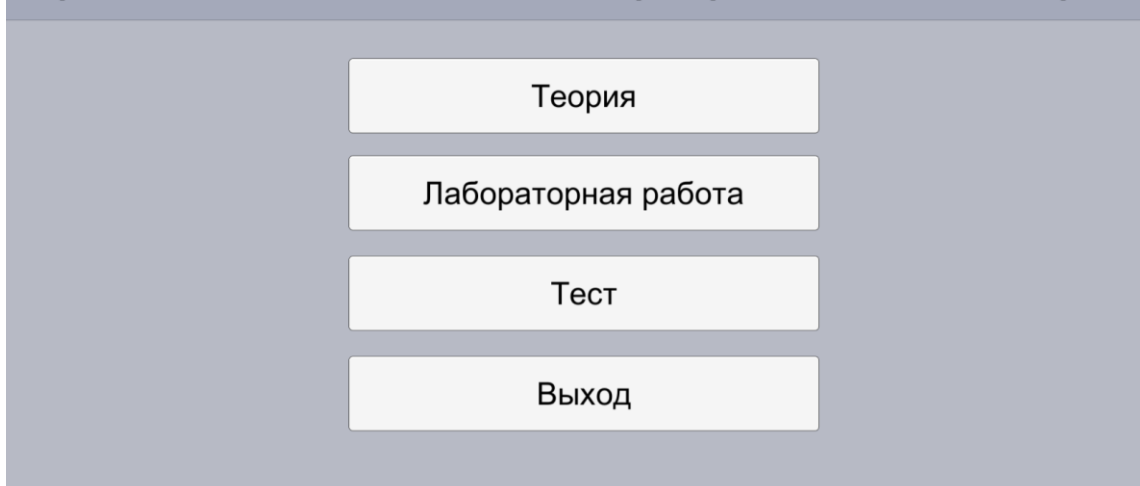 Теория
Лабораторная работа
Тест
Выход